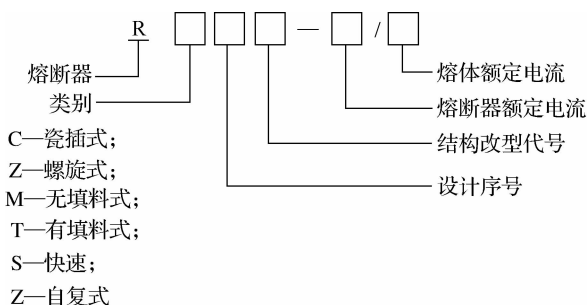 R — /
熔断器
熔体额定电流
类别
熔断器额定电流
C—瓷插式；
结构改型代号
Z—螺旋式；
设计序号
M—无填料式；
T—有填料式；
S—快速；
Z—自复式